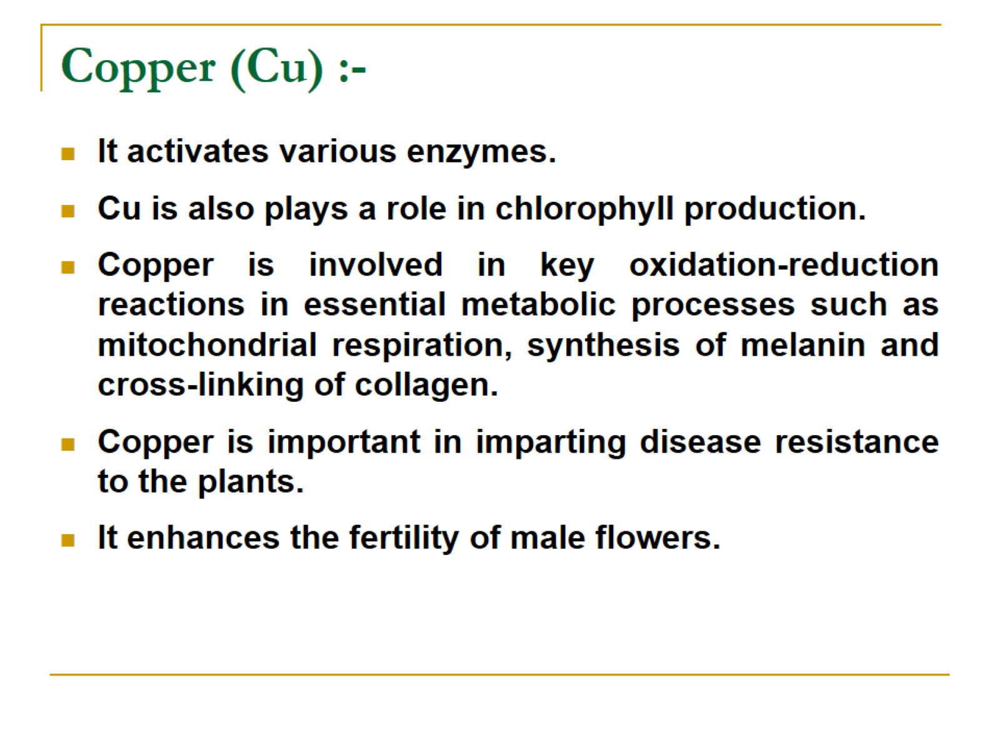 Copper (Cu) :-
It activates various enzymes.
Cu is also plays a role in chlorophyll production.
Copper is involved in key oxidation-reduction
reactions in essential metabolic processes such as
mitochondrial respiration, synthesis of melanin and
cross-linking of collagen.
Copper is important in imparting disease resistance
to the plants.
It enhances the fertility of male flowers.